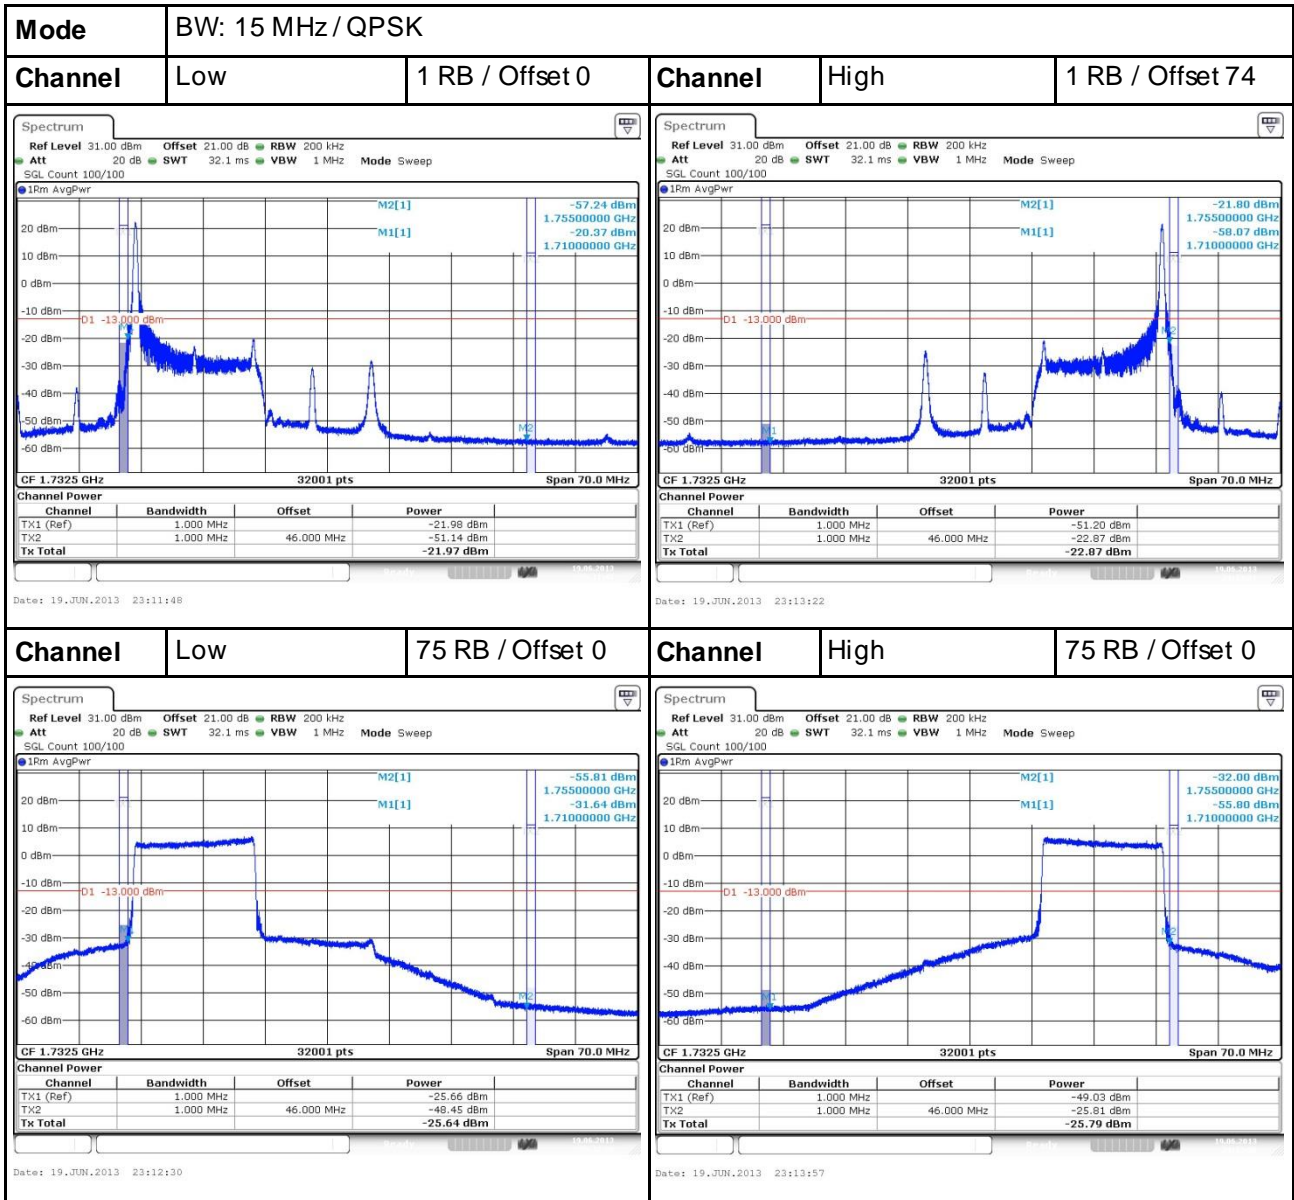 Mode BW: 15 MHz / QPSK
Channel Low 1 RB / Offset 0 Channel High 1 RB / Offset 74
Spectrum
Ref Level 31.00 dBm Offset 21.00 dB RBW 200 kHz
Att 20 dB SWT 32.1 ms VBW 1 MHz Mode Sweep
SGL Count 100/100
1Rm AvgPwr
M2[1] -57.24 dBm
1.75500000 GHz
M1[1] -20.37 dBm
1.71000000 GHz
20 dBm
10 dBm
0 dBm
-10 dBm
D1 -13.000 dBm
-20 dBm
-30 dBm
-40 dBm
-50 dBm
M2
-60 dBm
CF 1.7325 GHz 32001 pts Span 70.0 MHz
Channel Power
Channel Bandwidth Offset Power
TX1 (Ref) 1.000 MHz -21.98 dBm
TX2 1.000 MHz 46.000 MHz -51.14 dBm
Tx Total -21.97 dBm
Date: 19.JUN.2013 23:11:48
Spectrum
Ref Level 31.00 dBm Offset 21.00 dB RBW 200 kHz
Att 20 dB SWT 32.1 ms VBW 1 MHz Mode Sweep
SGL Count 100/100
1Rm AvgPwr
M2[1] -21.80 dBm
1.75500000 GHz
M1[1] -58.07 dBm
1.71000000 GHz
20 dBm
10 dBm
0 dBm
-10 dBm
D1 -13.000 dBm
M2
-20 dBm
-30 dBm
-40 dBm
-50 dBm
M1
-60 dBm
CF 1.7325 GHz 32001 pts Span 70.0 MHz
Channel Power
Channel Bandwidth Offset Power
TX1 (Ref) 1.000 MHz -51.20 dBm
TX2 1.000 MHz 46.000 MHz -22.87 dBm
Tx Total -22.87 dBm
Date: 19.JUN.2013 23:13:22
Channel Low 75 RB / Offset 0 Channel High 75 RB / Offset 0
Spectrum
Ref Level 31.00 dBm Offset 21.00 dB RBW 200 kHz
Att 20 dB SWT 32.1 ms VBW 1 MHz Mode Sweep
SGL Count 100/100
1Rm AvgPwr
M2[1] -55.81 dBm
1.75500000 GHz
M1[1] -31.64 dBm
1.71000000 GHz
20 dBm
10 dBm
0 dBm
-10 dBm
D1 -13.000 dBm
-20 dBm
-30 dBm
-40 dBm
-50 dBm
M2
-60 dBm
CF 1.7325 GHz 32001 pts Span 70.0 MHz
Channel Power
Channel Bandwidth Offset Power
TX1 (Ref) 1.000 MHz -25.66 dBm
TX2 1.000 MHz 46.000 MHz -48.45 dBm
Tx Total -25.64 dBm
Date: 19.JUN.2013 23:12:30
Spectrum
Ref Level 31.00 dBm Offset 21.00 dB RBW 200 kHz
Att 20 dB SWT 32.1 ms VBW 1 MHz Mode Sweep
SGL Count 100/100
1Rm AvgPwr
M2[1] -32.00 dBm
1.75500000 GHz
M1[1] -55.80 dBm
1.71000000 GHz
20 dBm
10 dBm
0 dBm
-10 dBm
D1 -13.000 dBm
-20 dBm
M2
-30 dBm
-40 dBm
-50 dBm
M1
-60 dBm
CF 1.7325 GHz 32001 pts Span 70.0 MHz
Channel Power
Channel Bandwidth Offset Power
TX1 (Ref) 1.000 MHz -49.03 dBm
TX2 1.000 MHz 46.000 MHz -25.81 dBm
Tx Total -25.79 dBm
Date: 19.JUN.2013 23:13:57